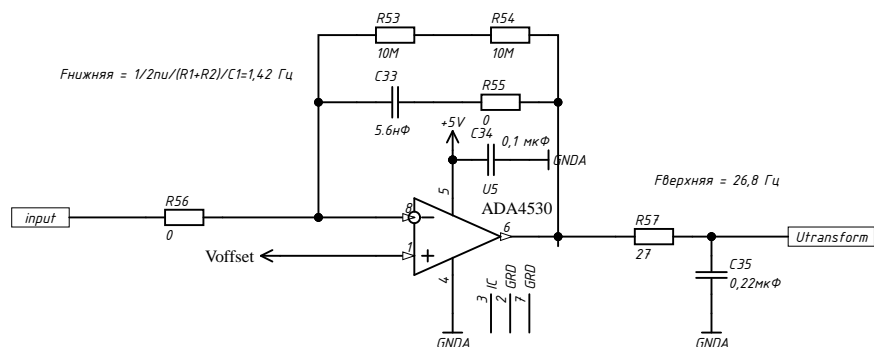 R53
R54
10М
10М
Fнижняя = 1/2пи/(R1+R2)/C1=1,42 Гц
C33
R55
5.6нФ
0
+5V
C34
0,1 мкФ
GNDA
U5
5
ADA4530
Fверхняя = 26,8 Гц
R56
input
0
8
6
R57
Utransform
27
Voffset
1
4
C35
0,22мкФ
3
IC
2
GRD
7
GRD
GNDA
GNDA